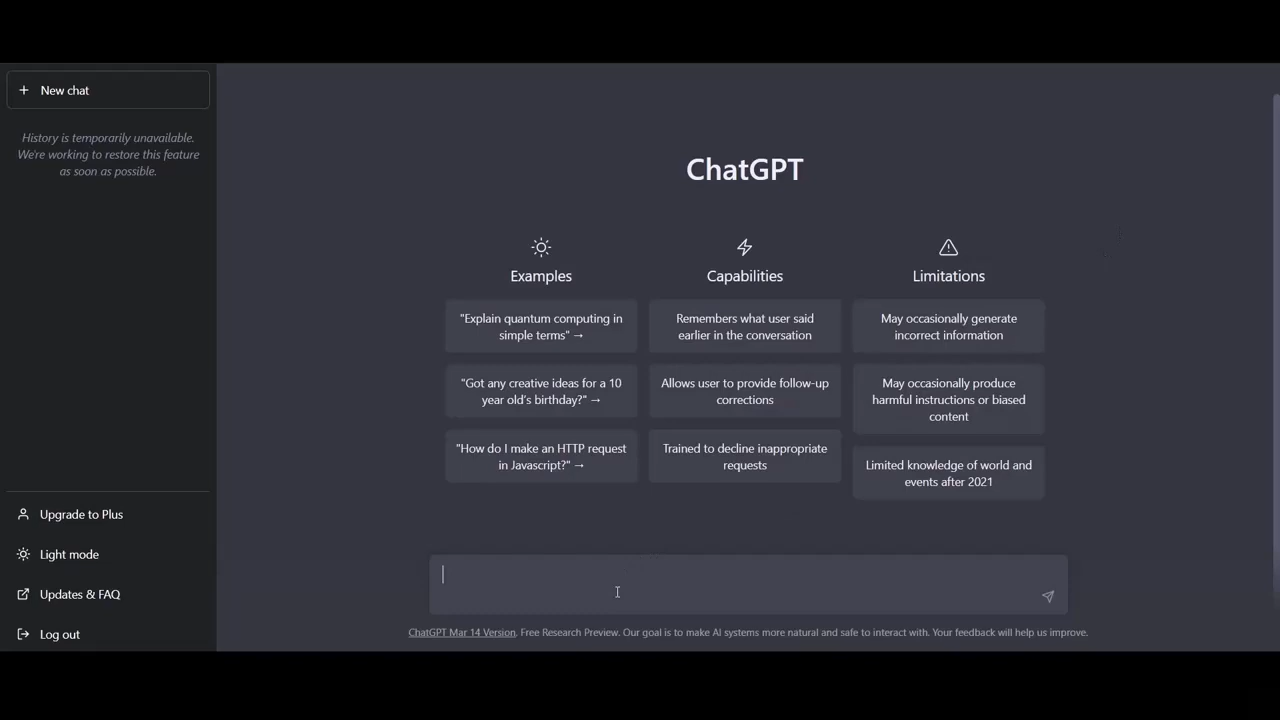 New chat
History is temporarily unavailable.
We're working to restore this feature
as soon as possible.
Upgrade to Plus
Light mode
Updates & FAQ
Log out
ChatGPT
Examples
"Explain quantum computing in
simple terms" →
"Got any creative ideas for a 10
year old's birthday?" →
"How do I make an HTTP request
in Javascript?" →
Capabilities
Remembers what user said
earlier in the conversation
Allows user to provide follow-up
corrections
Trained to decline inappropriate
requests
Limitations
May occasionally generate
incorrect information
May occasionally produce
harmful instructions or biased
content
Limited knowledge of world and
events after 2021
ChatGPT Mar 14 Version. Free Research Preview. Our goal is to make AI systems more natural and safe to interact with. Your feedback will help us improve.